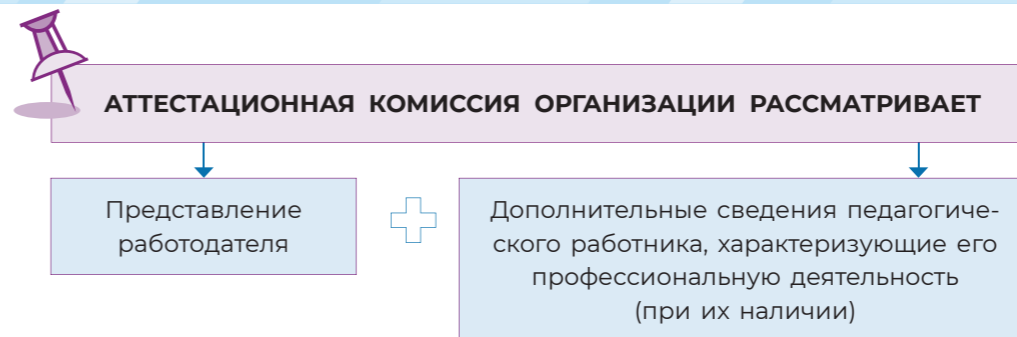 АТТЕСТАЦИОННАЯ КОМИССИЯ ОРГАНИЗАЦИИ РАССМАТРИВАЕТ
Представление
работодателя
Дополнительные сведения педагогиче-
ского работника, характеризующие его
профессиональную деятельность
(при их наличии)